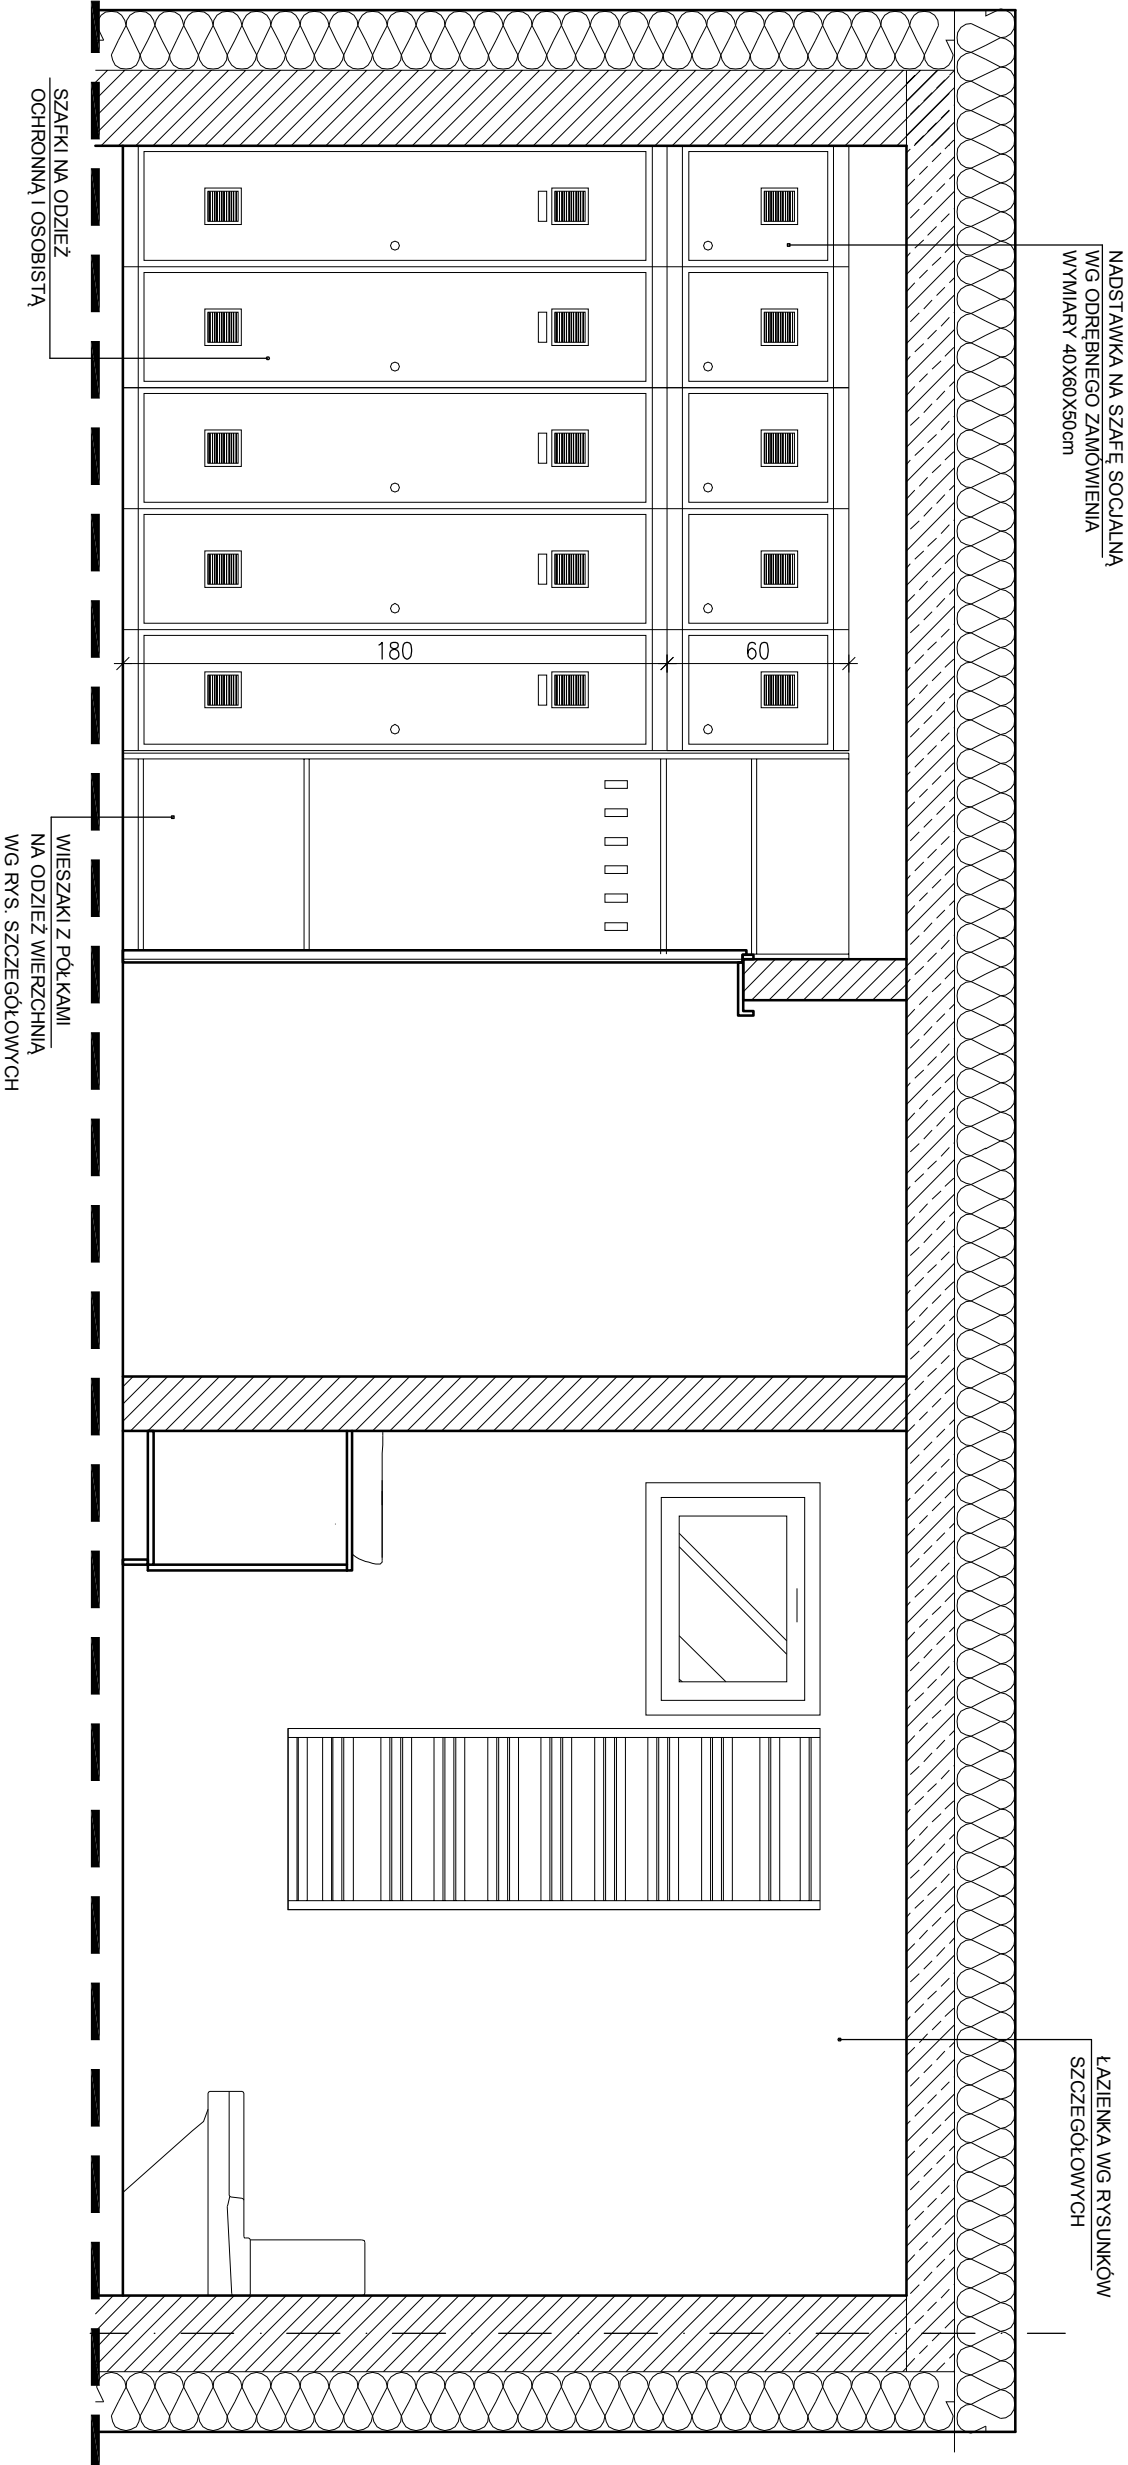 NADSTAWKA NA SZAFĘ SOCJALNĄ
WG ODRĘBNEGO ZAMÓWIENIA
WYMIARY 40X60X50cm
ŁAZIENKA WG RYSUNKÓW
SZCZEGÓŁOWYCH
60
180
SZAFKI NA ODZIEŻ
OCHRONNĄ I OSOBISTĄ
WIESZAKI Z PÓŁKAMI
NA ODZIEŻ WIERZCHNIĄ
WG RYS. SZCZEGÓŁOWYCH